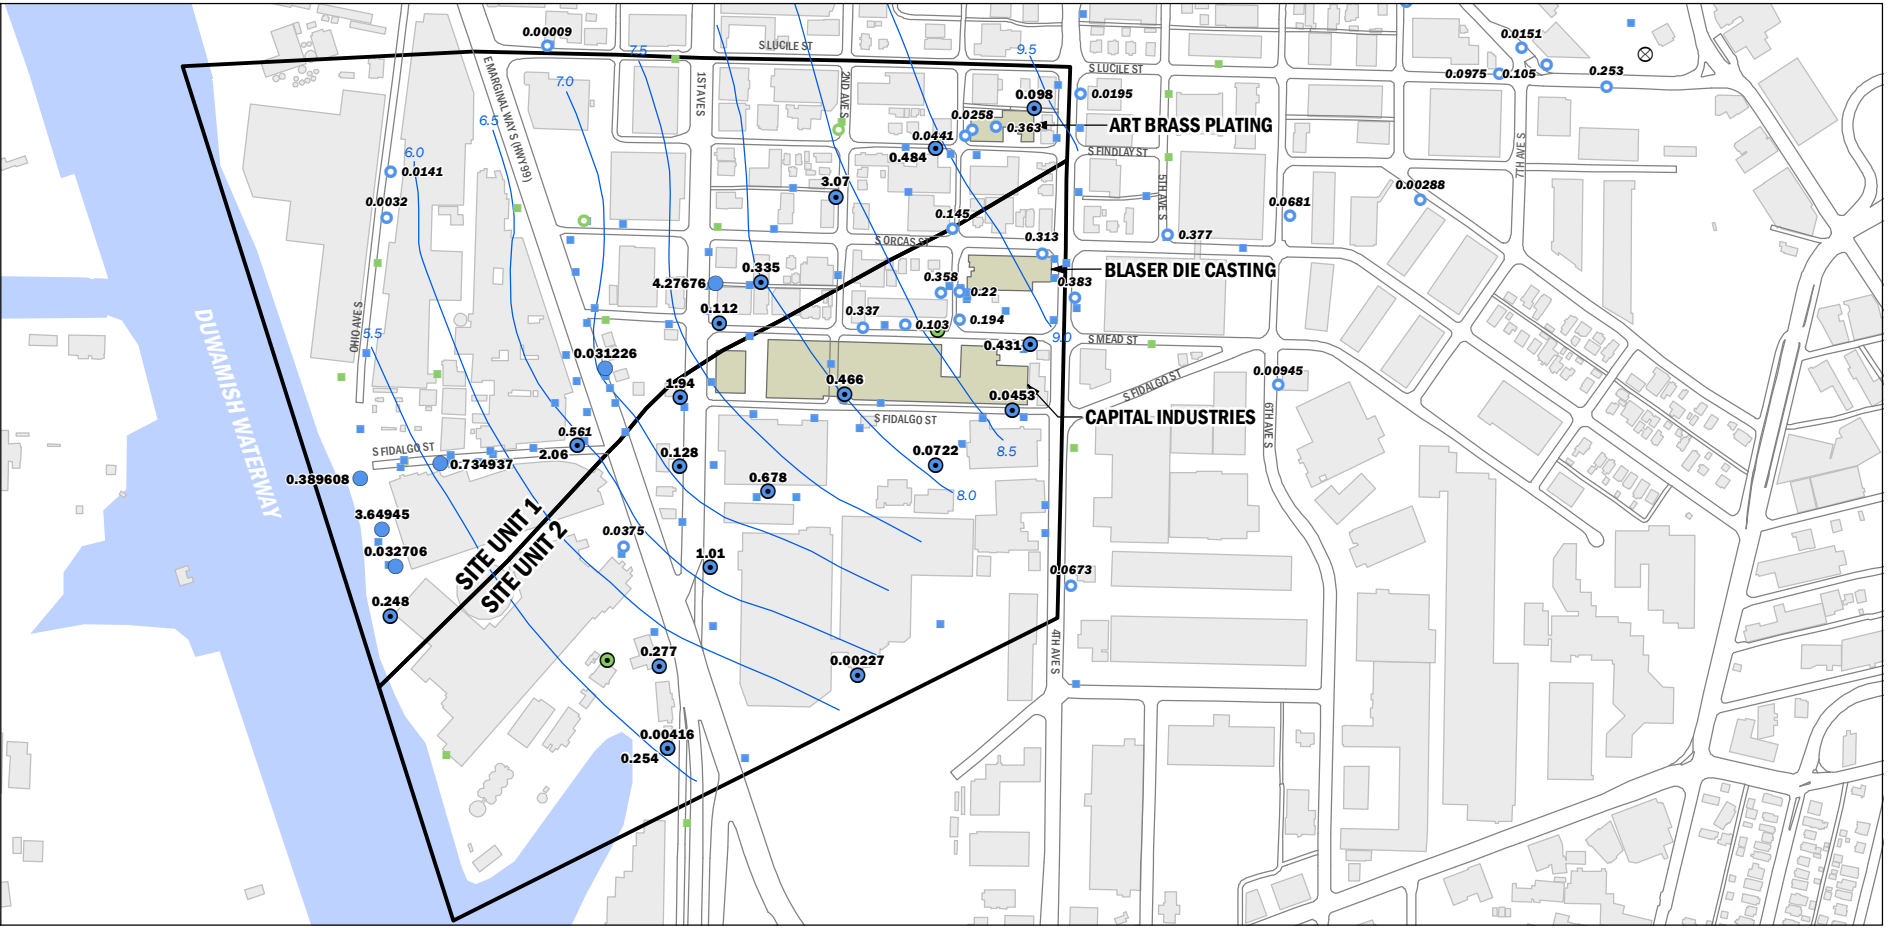 0.00009
S LUCILE ST
7.5
9.5
0.0151
0.0975
0.105
0.253
S LUCILE ST
E MARGINAL WAY S (HWY 99)
7.0
1ST AVE S
2ND AVE S
0.098
0.0195
6.5
0.0258
0.363
ART BRASS PLATING
0.0441
0.484
S FINDLAY ST
7TH AVE S
6.0
0.0141
3.07
5TH AVE S
0.00288
0.0032
0.145
0.0681
S ORCAS ST
0.313
0.377
0.335
4.27676
0.358
0.22
BLASER DIE CASTING
0.383
0.112
0.337
0.103
0.194
OHIO AVE S
5.5
DUWAMISH WATERWAY
0.431
9.0
S MEAD ST
0.031226
1.94
0.466
0.0453
S FIDALGO ST
0.00945
6TH AVE S
CAPITAL INDUSTRIES
S FIDALGO ST
0.561
2.06
S FIDALGO ST
0.734937
0.128
0.0722
8.5
0.389608
0.678
8.0
3.64945
SITE UNIT 1
SITE UNIT 2
0.0375
0.032706
1.01
0.0673
0.248
4TH AVE S
0.277
0.00227
0.00416
0.254